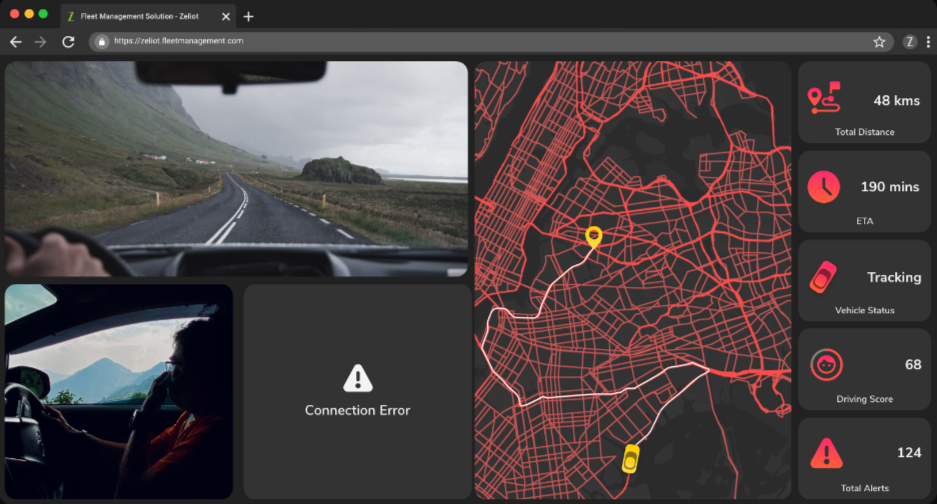 Fleet Management Solution - Zeliot
https://zeliot.fleetmanagement.com
Z
Connection Error
48 kms
Total Distance
190 mins
ETA
Tracking
Vehicle Status
68
Driving Score
124
Total Alerts